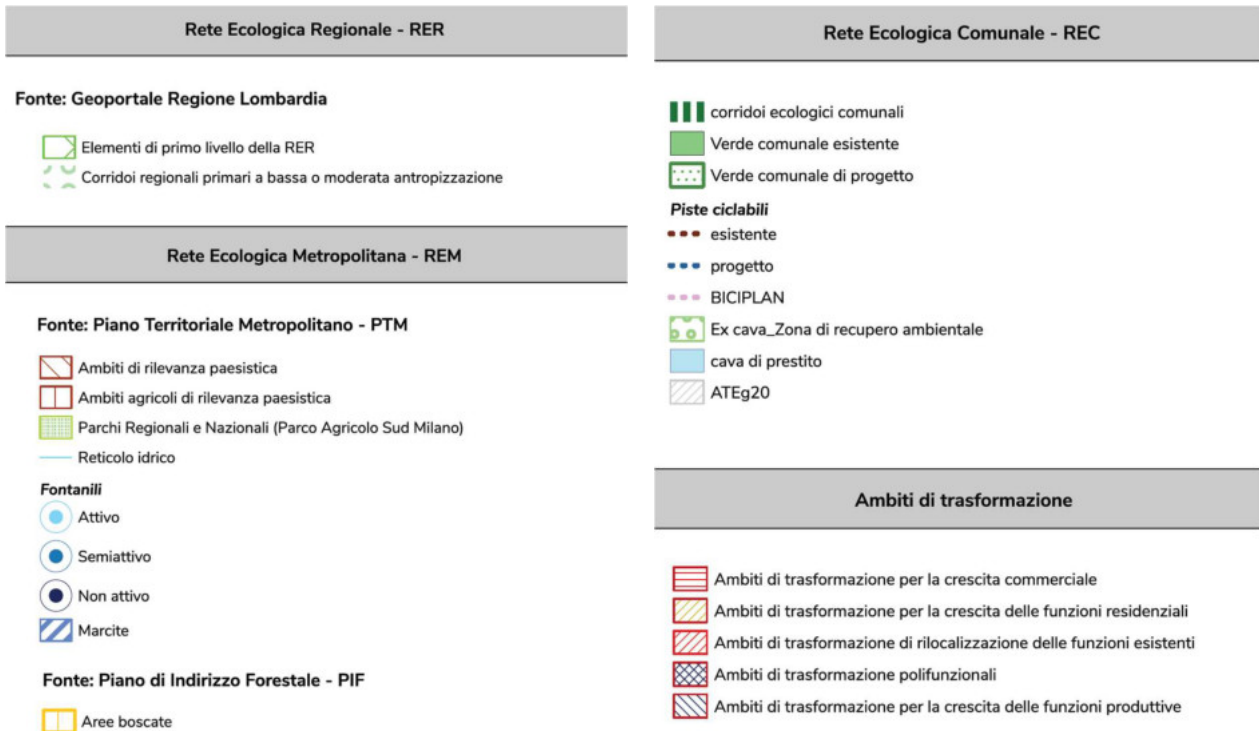 Rete Ecologica Regionale - RER
Fonte: Geoportale Regione Lombardia
Elementi di primo livello della RER
Corridoi regionali primari a bassa o moderata antropizzazione
Rete Ecologica Metropolitana - REM
Fonte: Piano Territoriale Metropolitano - PTM
Ambiti di rilevanza paesistica
Ambiti agricoli di rilevanza paesistica
Parchi Regionali e Nazionali (Parco Agricolo Sud Milano)
Reticolo idrico
Fontanili
Attivo
Semiattivo
Non attivo
Marcite
Fonte: Piano di Indirizzo Forestale - PIF
Aree boscate
Rete Ecologica Comunale - REC
corridoi ecologici comunali
Verde comunale esistente
Verde comunale di progetto
Piste ciclabili
esistente
progetto
BICIPLAN
Ex cava_Zona di recupero ambientale
cava di prestito
ATEg20
Ambiti di trasformazione
Ambiti di trasformazione per la crescita commerciale
Ambiti di trasformazione per la crescita delle funzioni residenziali
Ambiti di trasformazione di rilocalizzazione delle funzioni esistenti
Ambiti di trasformazione polifunzionali
Ambiti di trasformazione per la crescita delle funzioni produttive